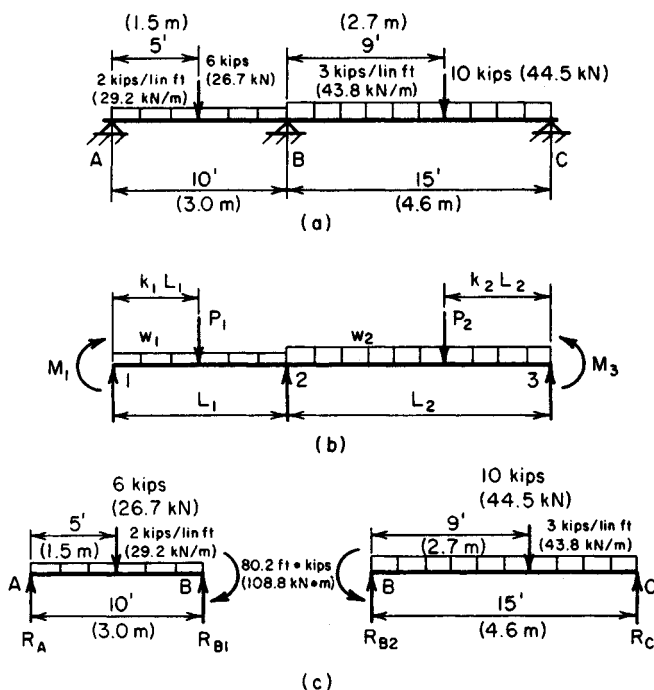 (1.5 m)
5'
6 kips
(26.7 kN)
2 kips/lin ft
(29.2 kN/m)
(2.7 m)
9'
3 kips/lin ft
(43.8 kN/m)
10 kips (44.5 kN)
A
B
C
10'
(3.0 m)
15'
(4.6 m)
(a)
k₁ L₁
P₁
w₁
k₂ L₂
P₂
w₂
M₁
1
2
3
M₃
L₁
L₂
(b)
6 kips
(26.7 kN)
5'
(1.5 m)
2 kips/lin ft
(29.2 kN/m)
A
B
10'
(3.0 m)
R_A
R_B1
80.2 ft • kips
(108.8 kN•m)
10 kips
(44.5 kN)
9'
(2.7 m)
3 kips/lin ft
(43.8 kN/m)
B
C
15'
(4.6 m)
R_B2
R_C
(c)